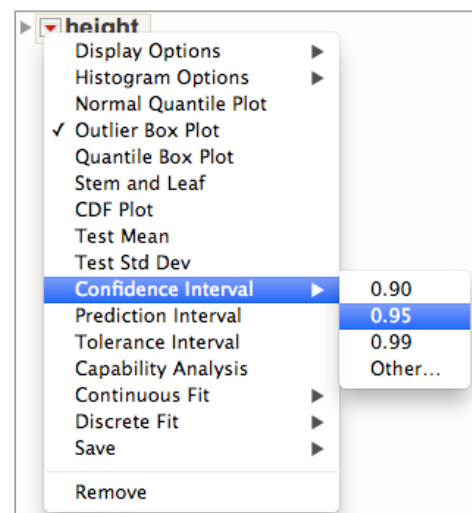 height
Display Options
Histogram Options
Normal Quantile Plot
✓ Outlier Box Plot
Quantile Box Plot
Stem and Leaf
CDF Plot
Test Mean
Test Std Dev
Confidence Interval
0.90
0.95
0.99
Other...
Prediction Interval
Tolerance Interval
Capability Analysis
Continuous Fit
Discrete Fit
Save
Remove